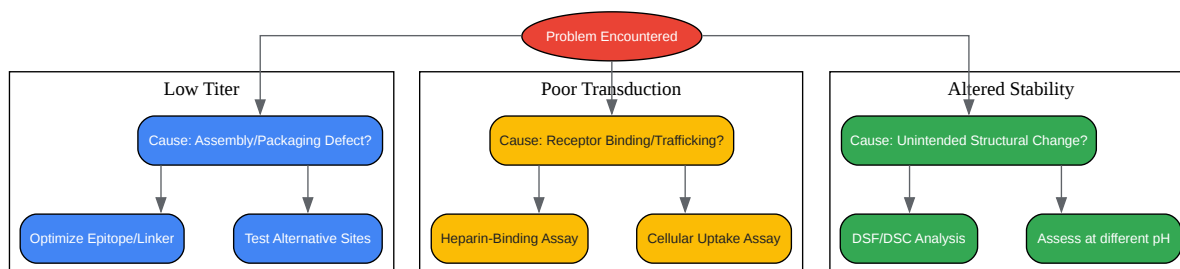 Problem Encountered
Low Titer
Poor Transduction
Altered Stability
Cause: Assembly/Packaging Defect?
Cause: Receptor Binding/Trafficking?
Cause: Unintended Structural Change?
Optimize Epitope/Linker
Test Alternative Sites
Heparin-Binding Assay
Cellular Uptake Assay
DSF/DSC Analysis
Assess at different pH